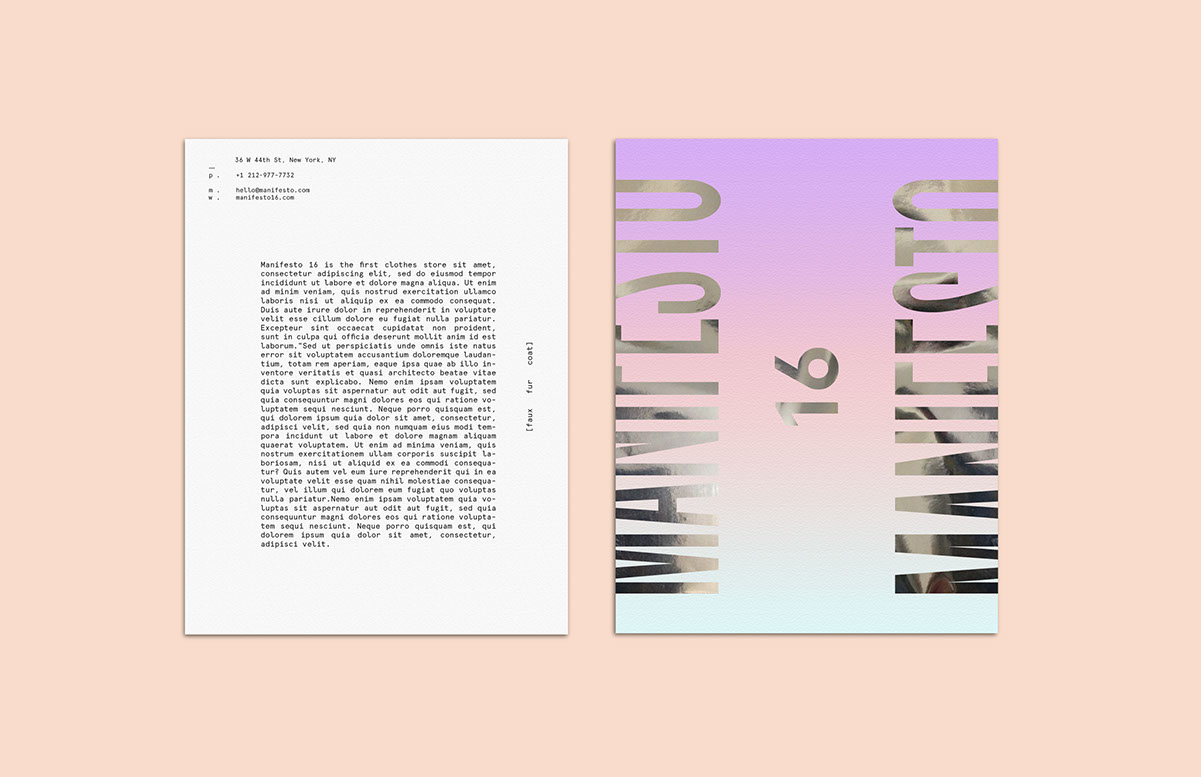 36 W 44th St, New York, NY
—
p . +1 212-977-7732
m . hello@manifesto.com
w . manifesto16.com
Manifesto 16 is the first clothes store sit amet,
consectetur adipiscing elit, sed do eiusmod tempor
incididunt ut labore et dolore magna aliqua. Ut enim
ad minim veniam, quis nostrud exercitation ullamco
laboris nisi ut aliquip ex ea commodo consequat.
Duis aute irure dolor in reprehenderit in voluptate
velit esse cillum dolore eu fugiat nulla pariatur.
Excepteur sint occaecat cupidatat non proident,
sunt in culpa qui officia deserunt mollit anim id est
laborum."Sed ut perspiciatis unde omnis iste natus
error sit voluptatem accusantium doloremque laudan-
tium, totam rem aperiam, eaque ipsa quae ab illo in-
ventore veritatis et quasi architecto beatae vitae
dicta sunt explicabo. Nemo enim ipsam voluptatem
quia voluptas sit aspernatur aut odit aut fugit, sed
quia consequuntur magni dolores eos qui ratione vo-
luptatem sequi nesciunt. Neque porro quisquam est,
qui dolorem ipsum quia dolor sit amet, consectetur,
adipisci velit, sed quia non numquam eius modi tem-
pora incidunt ut labore et dolore magnam aliquam
quaerat voluptatem. Ut enim ad minima veniam, quis
nostrum exercitationem ullam corporis suscipit la-
boriosam, nisi ut aliquid ex ea commodi consequa-
tur? Quis autem vel eum iure reprehenderit qui in ea
voluptate velit esse quam nihil molestiae consequa-
tur, vel illum qui dolorem eum fugiat quo voluptas
nulla pariatur.Nemo enim ipsam voluptatem quia vo-
luptas sit aspernatur aut odit aut fugit, sed quia
consequuntur magni dolores eos qui ratione volupta-
tem sequi nesciunt. Neque porro quisquam est, qui
dolorem ipsum quia dolor sit amet, consectetur,
adipisci velit.
[faux fur coat]
MANIFESTO
16
MANIFESTO